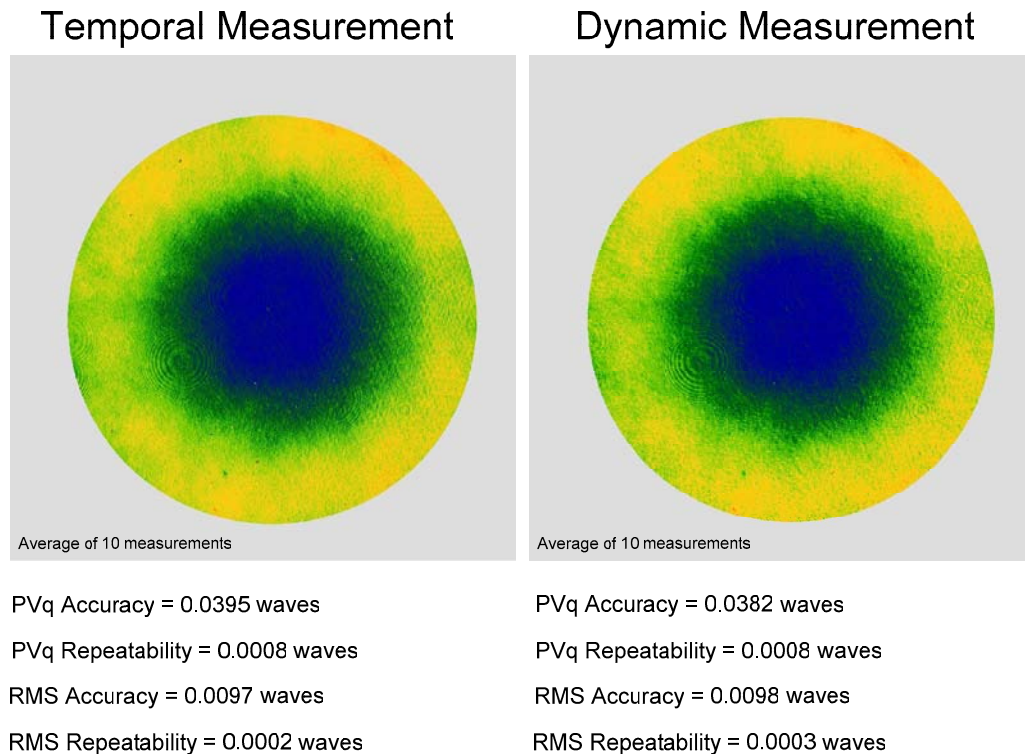 Temporal Measurement
Average of 10 measurements
PVq Accuracy = 0.0395 waves
PVq Repeatability = 0.0008 waves
RMS Accuracy = 0.0097 waves
RMS Repeatability = 0.0002 waves
Dynamic Measurement
Average of 10 measurements
PVq Accuracy = 0.0382 waves
PVq Repeatability = 0.0008 waves
RMS Accuracy = 0.0098 waves
RMS Repeatability = 0.0003 waves